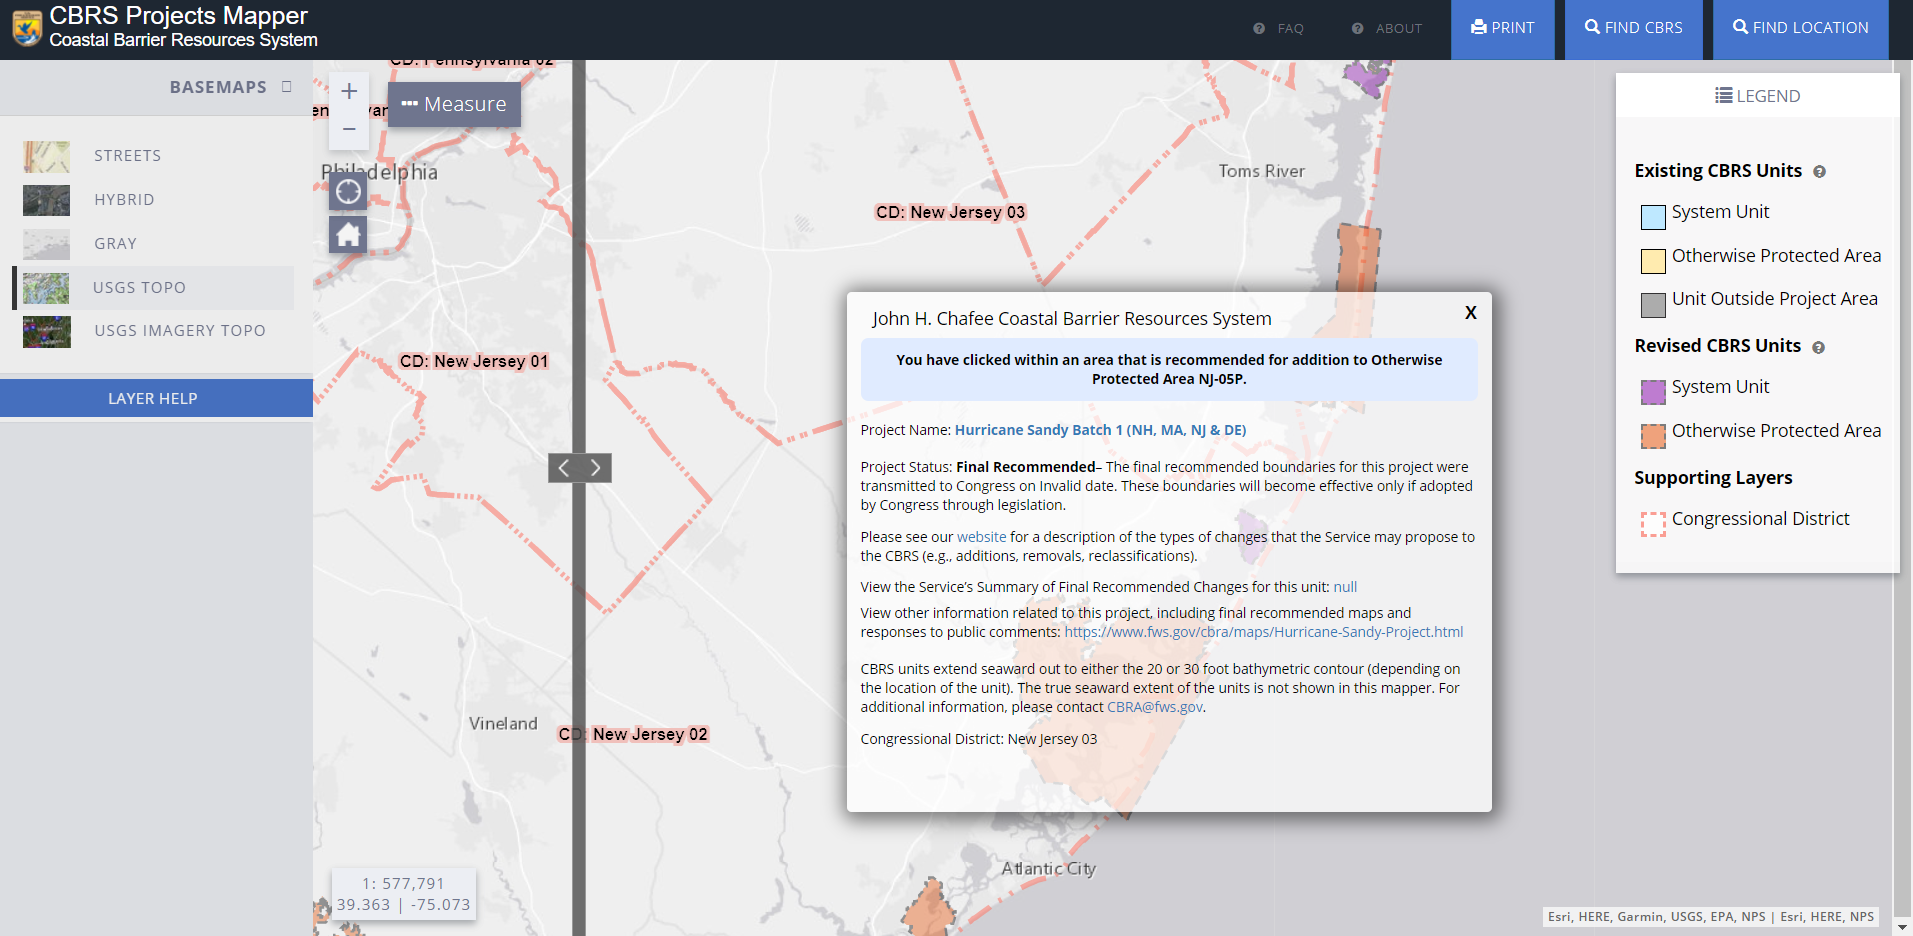 CBRS Projects Mapper
Coastal Barrier Resources System
FAQ
ABOUT
PRINT
FIND CBRS
FIND LOCATION
BASEMAPS
STREETS
HYBRID
GRAY
USGS TOPO
USGS IMAGERY TOPO
LAYER HELP
+
−
Measure
CD: Pennsylvania 02
Philadelphia
Toms River
CD: New Jersey 03
CD: New Jersey 01
Vineland
CD: New Jersey 02
Atlantic City
1: 577,791
39.363 | -75.073
John H. Chafee Coastal Barrier Resources System
X
You have clicked within an area that is recommended for addition to Otherwise
Protected Area NJ-05P.
Project Name: Hurricane Sandy Batch 1 (NH, MA, NJ & DE)
Project Status: Final Recommended– The final recommended boundaries for this project were
transmitted to Congress on Invalid date. These boundaries will become effective only if adopted
by Congress through legislation.
Please see our website for a description of the types of changes that the Service may propose to
the CBRS (e.g., additions, removals, reclassifications).
View the Service's Summary of Final Recommended Changes for this unit: null
View other information related to this project, including final recommended maps and
responses to public comments: https://www.fws.gov/cbra/maps/Hurricane-Sandy-Project.html
CBRS units extend seaward out to either the 20 or 30 foot bathymetric contour (depending on
the location of the unit). The true seaward extent of the units is not shown in this mapper. For
additional information, please contact CBRA@fws.gov.
Congressional District: New Jersey 03
LEGEND
Existing CBRS Units
System Unit
Otherwise Protected Area
Unit Outside Project Area
Revised CBRS Units
System Unit
Otherwise Protected Area
Supporting Layers
Congressional District
Esri, HERE, Garmin, USGS, EPA, NPS | Esri, HERE, NPS